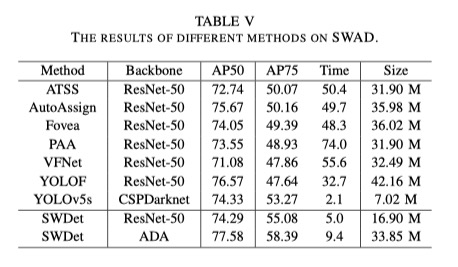 TABLE V
THE RESULTS OF DIFFERENT METHODS ON SWAD.
Method Backbone AP50 AP75 Time Size
ATSS ResNet-50 72.74 50.07 50.4 31.90 M
AutoAssign ResNet-50 75.67 50.16 49.7 35.98 M
Fovea ResNet-50 74.05 49.39 48.3 36.02 M
PAA ResNet-50 73.55 48.93 74.0 31.90 M
VFNet ResNet-50 71.08 47.86 55.6 32.49 M
YOLOF ResNet-50 76.57 47.64 32.7 42.16 M
YOLOv5s CSPDarknet 74.33 53.27 2.1 7.02 M
SWDet ResNet-50 74.29 55.08 5.0 16.90 M
SWDet ADA 77.58 58.39 9.4 33.85 M